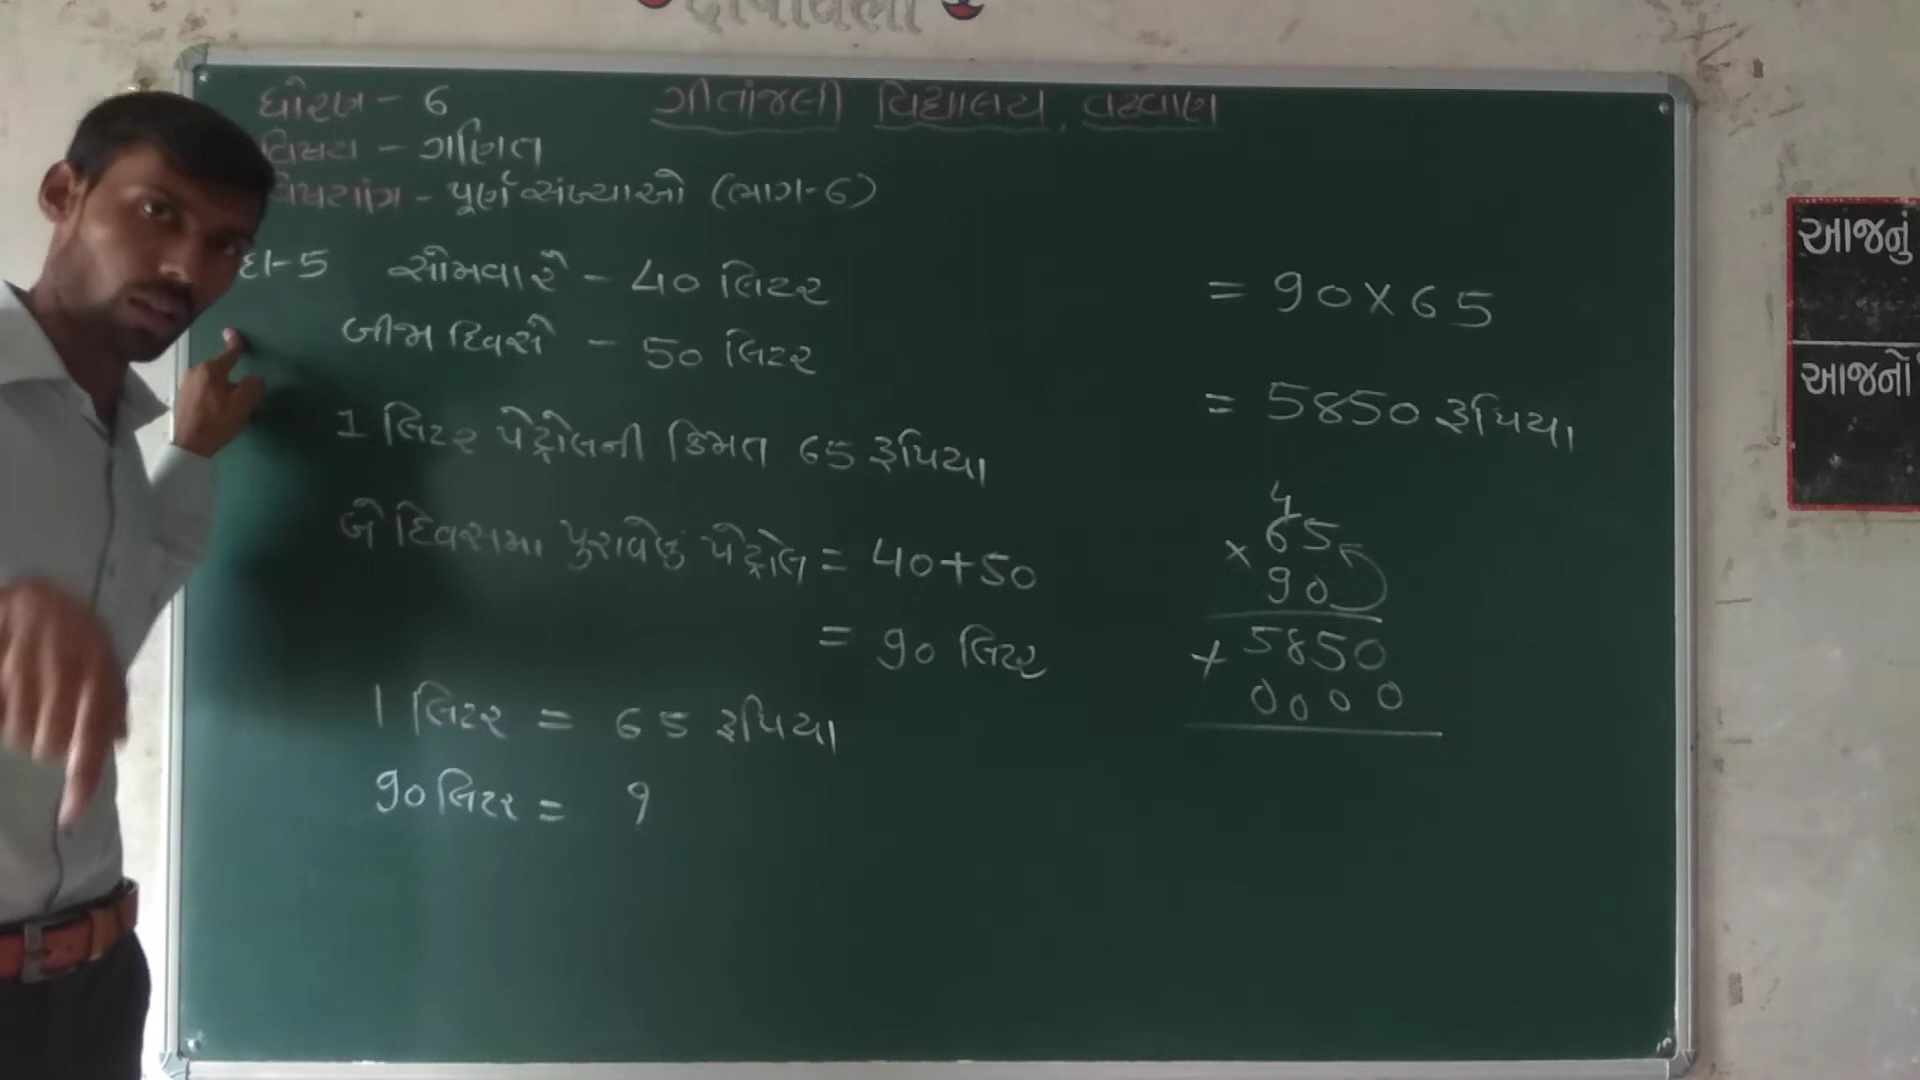 દીપાવલી
ગીતાંજલી વિદ્યાલય, વઢવાણ
ધોરણ - 6
વિષય - ગણિત
વિષયાંગ - પૂર્ણ સંખ્યાઓ (ભાગ-6)
દા-5 સોમવારે - 40 લિટર
બીજા દિવસે - 50 લિટર
1 લિટર પેટ્રોલની કિંમત 65 રૂપિયા
બે દિવસમા પુરાવેલું પેટ્રોલ = 40+50
= 90 લિટર
1 લિટર = 65 રૂપિયા
90 લિટર = ?
= 90 X 65
= 5850 રૂપિયા
4
65
× 90
+ 5850
0000
આજનું
આજનો